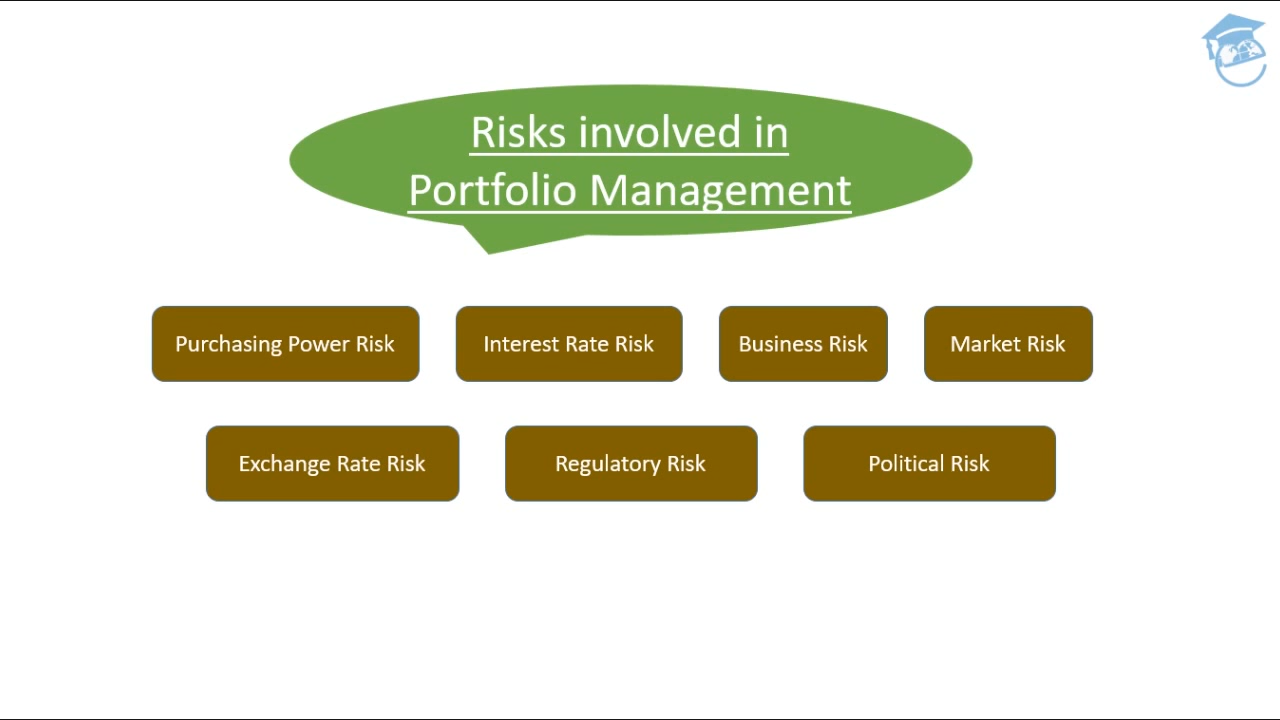 Risks involved in
Portfolio Management
Purchasing Power Risk
Interest Rate Risk
Business Risk
Market Risk
Exchange Rate Risk
Regulatory Risk
Political Risk